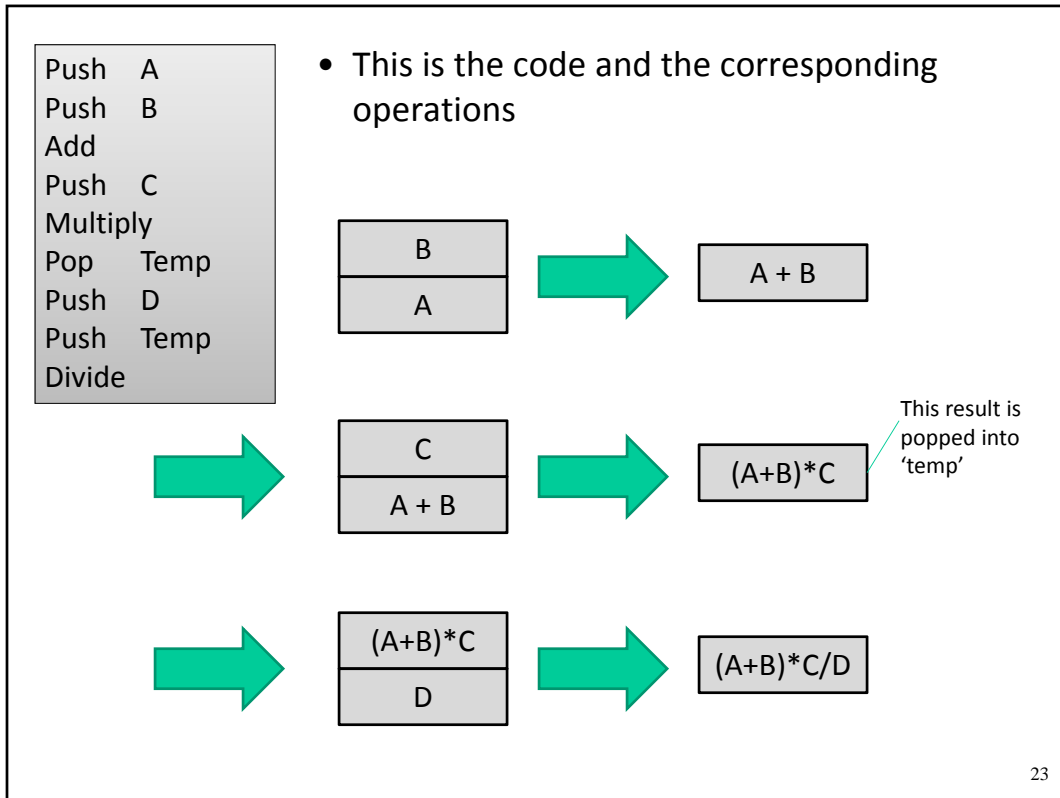 Push A
Push B
Add
Push C
Multiply
Pop Temp
Push D
Push Temp
Divide
• This is the code and the corresponding
operations
B
A
A + B
C
A + B
(A+B)*C
This result is
popped into
‘temp’
(A+B)*C
D
(A+B)*C/D
23